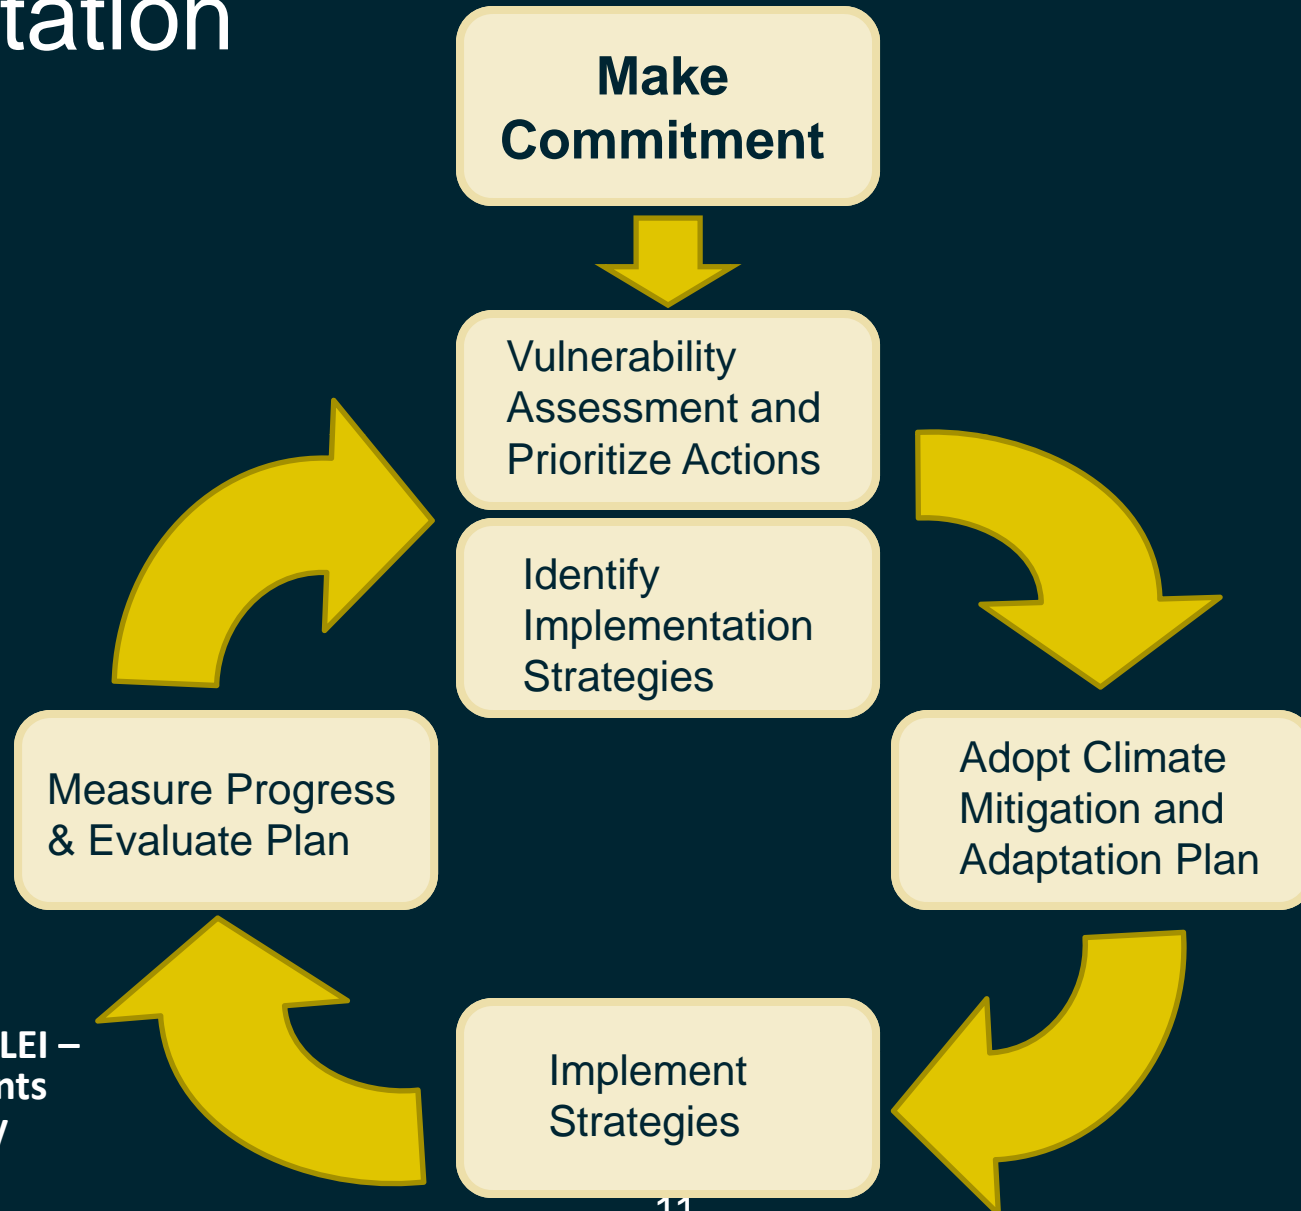 tation
Make
Commitment
Vulnerability
Assessment and
Prioritize Actions
Identify
Implementation
Strategies
Adopt Climate
Mitigation and
Adaptation Plan
Measure Progress
& Evaluate Plan
Implement
Strategies
LEI –
nts
11